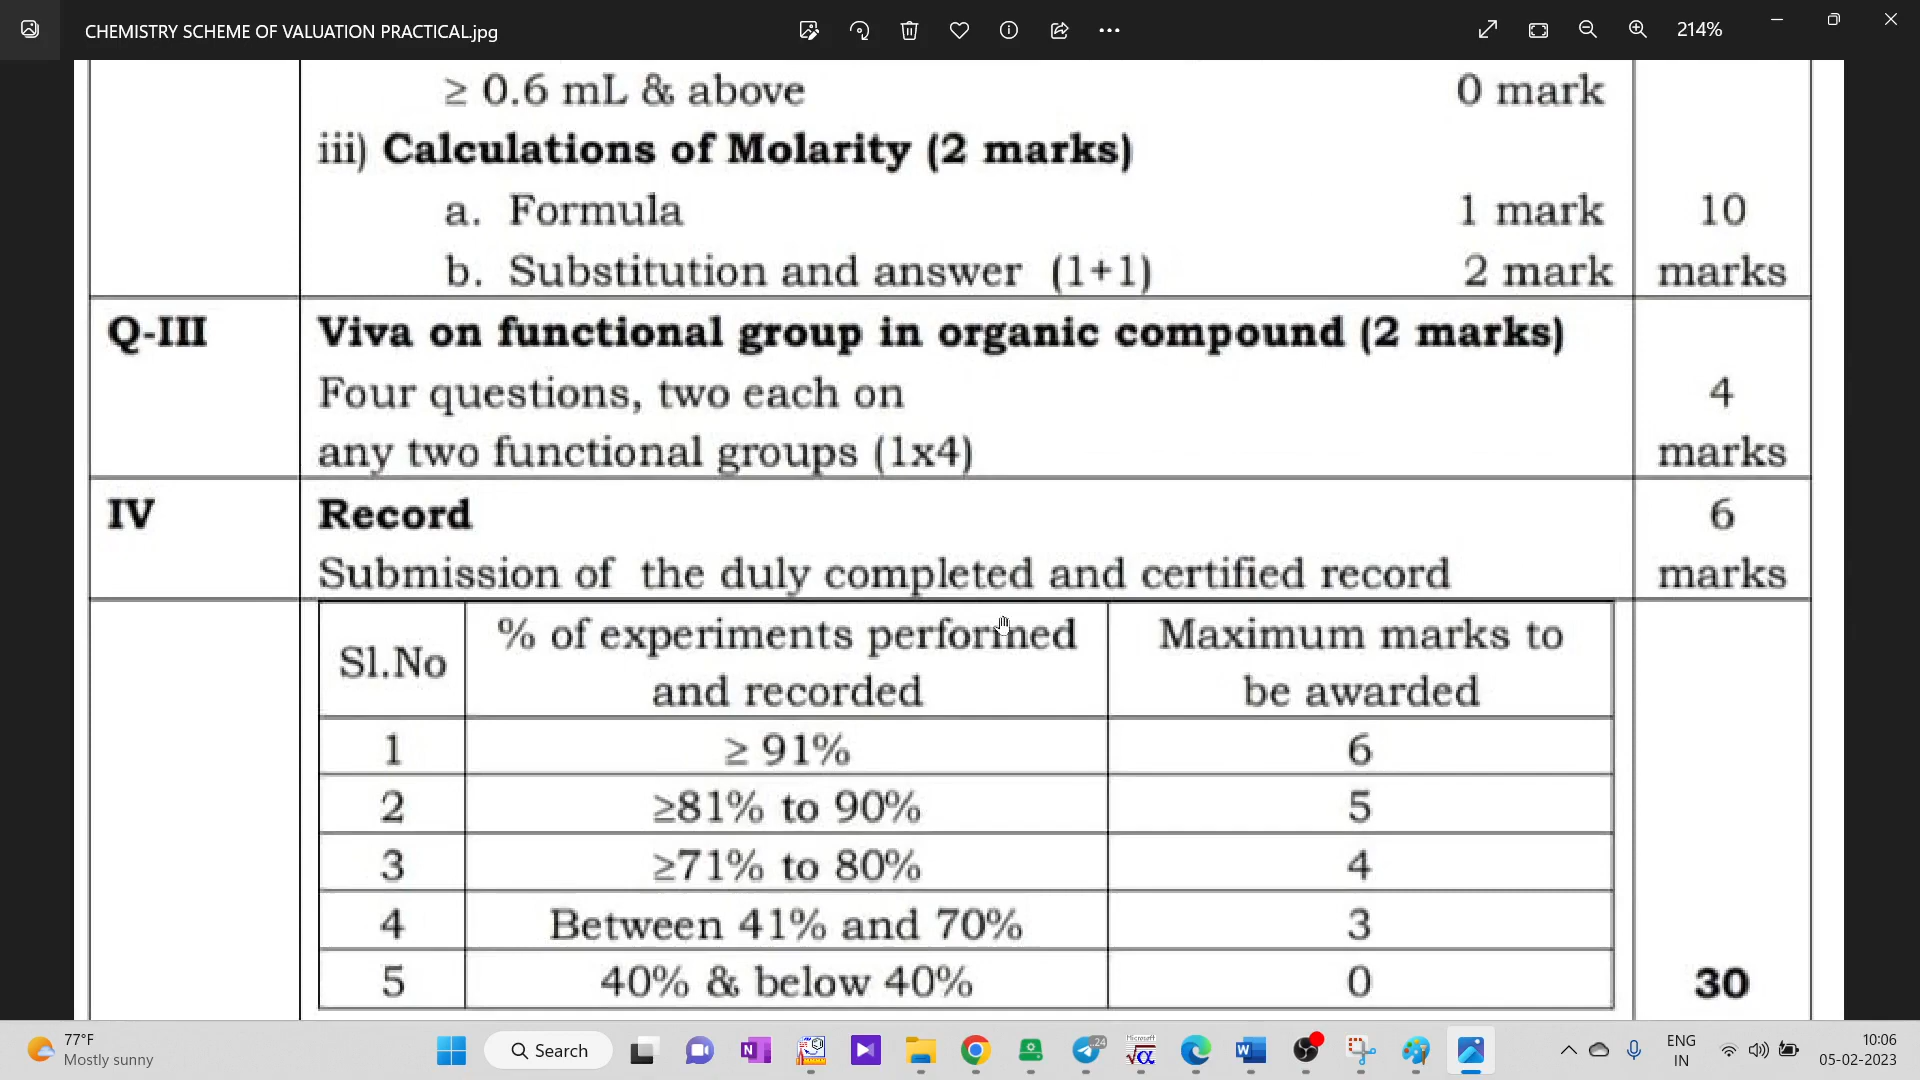 CHEMISTRY SCHEME OF VALUATION PRACTICAL.jpg
214%
≥ 0.6 mL & above 0 mark
iii) Calculations of Molarity (2 marks)
a. Formula 1 mark 10
b. Substitution and answer (1+1) 2 mark marks
Q-III Viva on functional group in organic compound (2 marks)
Four questions, two each on 4
any two functional groups (1x4) marks
IV Record 6
Submission of the duly completed and certified record marks
Sl.No % of experiments performed and recorded Maximum marks to be awarded
1 ≥ 91% 6
2 ≥81% to 90% 5
3 ≥71% to 80% 4
4 Between 41% and 70% 3
5 40% & below 40% 0 30
77°F
Mostly sunny
Search
N
Microsoft
√α
24
W
ENG
IN
10:06
05-02-2023